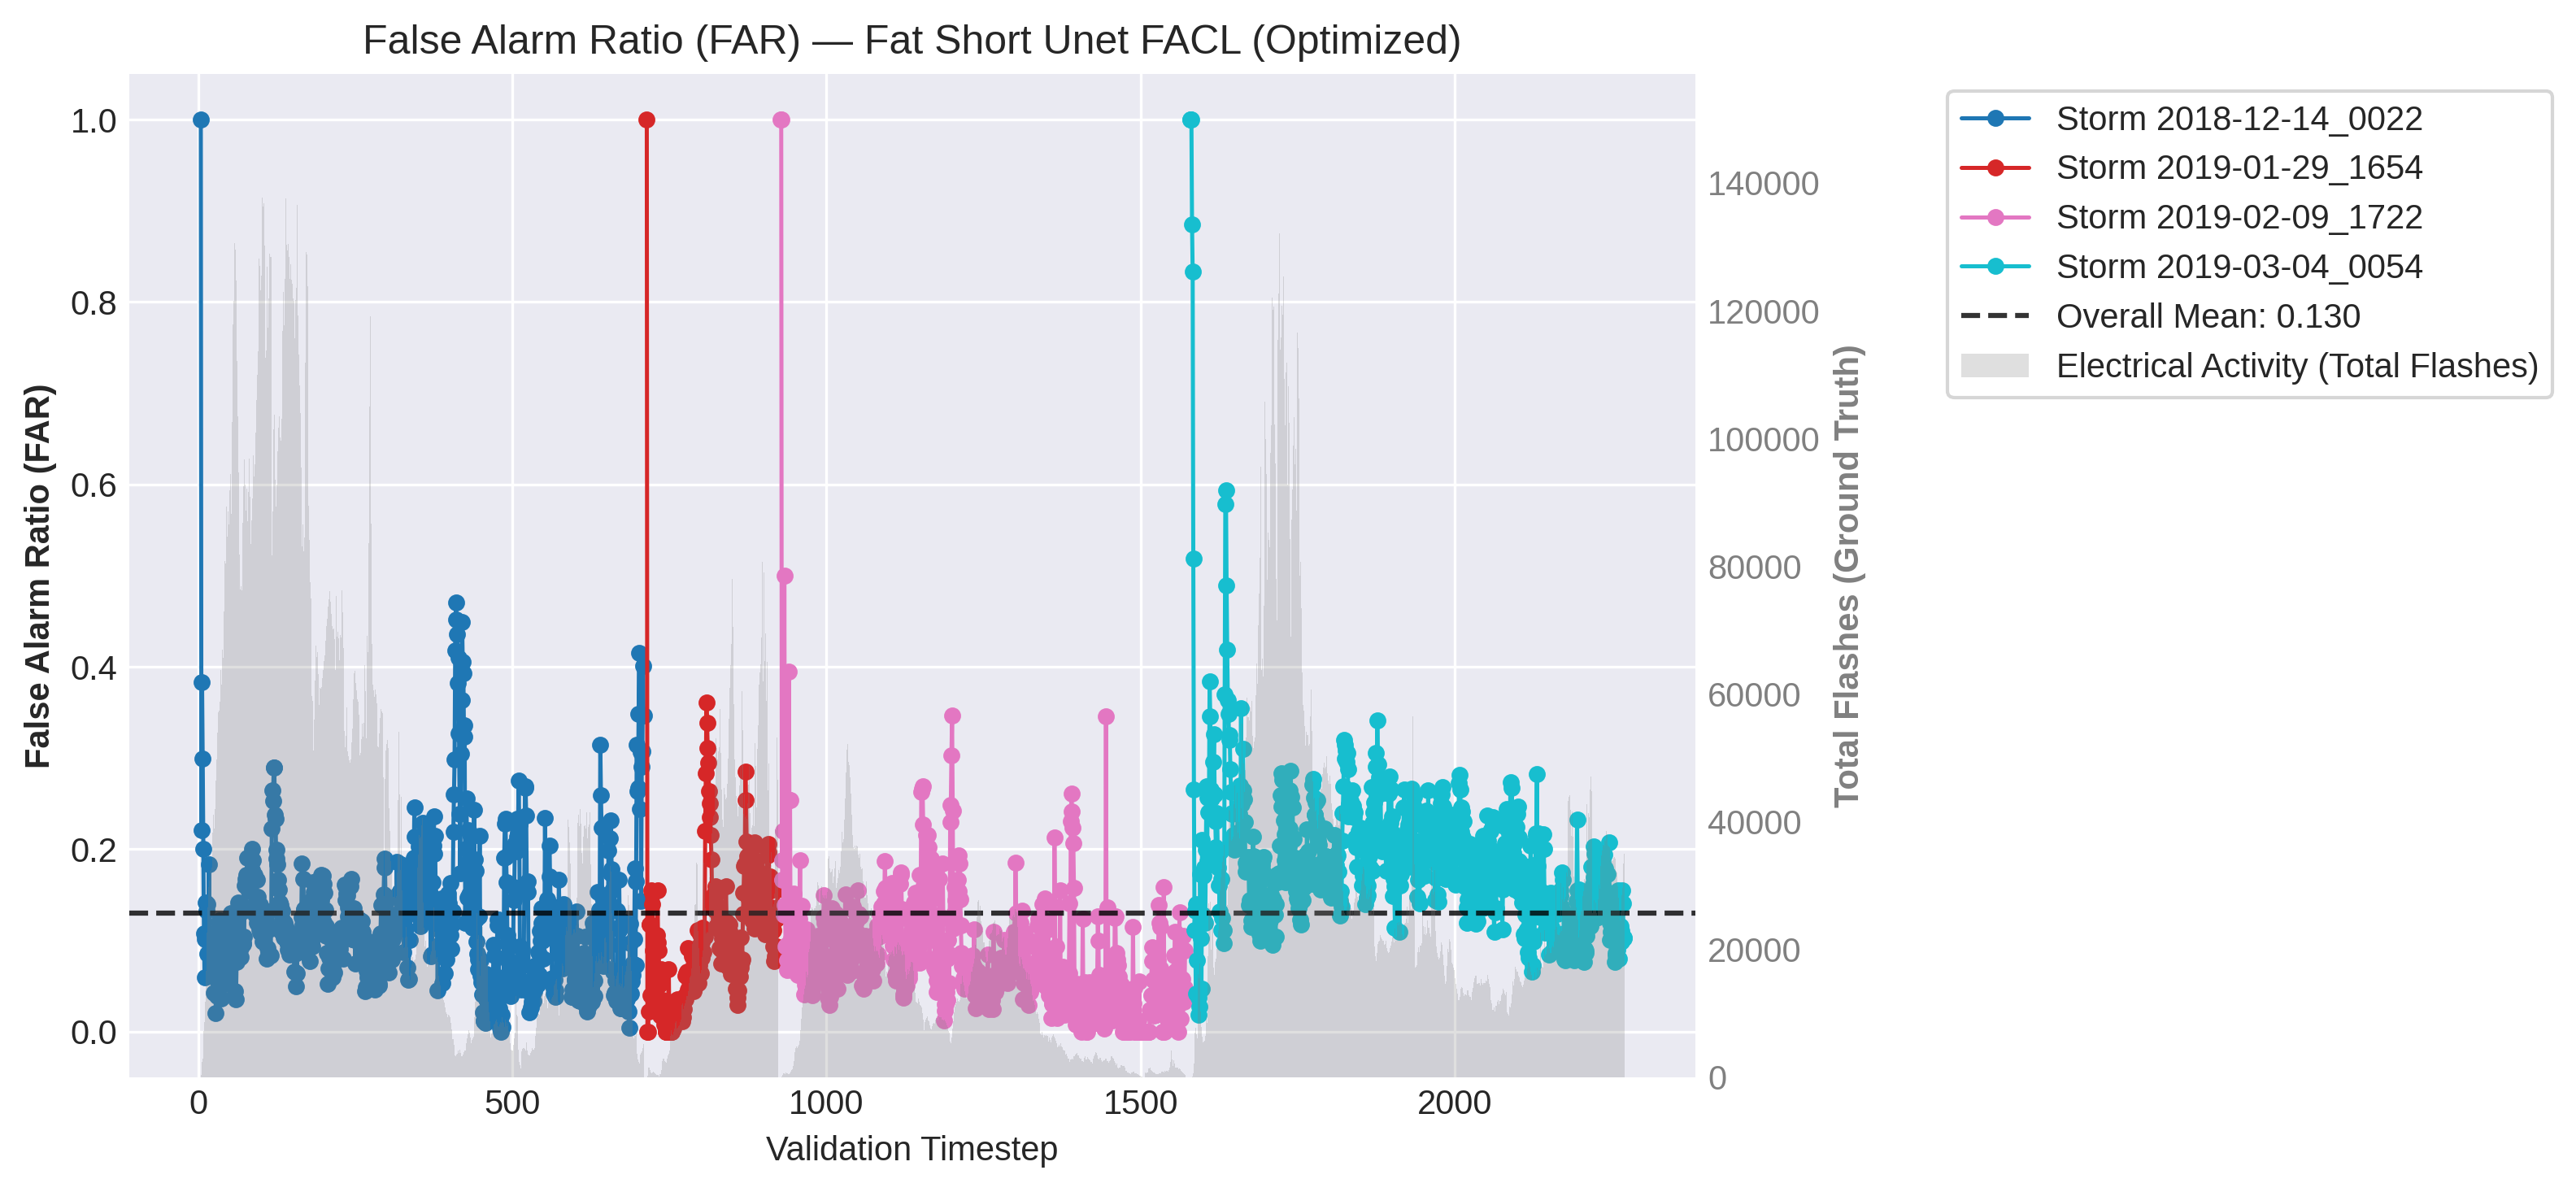 False Alarm Ratio (FAR) — Fat Short Unet FACL (Optimized)
False Alarm Ratio (FAR)
1.0
0.8
0.6
0.4
0.2
0.0
0
500
1000
1500
2000
Validation Timestep
140000
120000
100000
80000
60000
40000
20000
0
Total Flashes (Ground Truth)
Storm 2018-12-14_0022
Storm 2019-01-29_1654
Storm 2019-02-09_1722
Storm 2019-03-04_0054
Overall Mean: 0.130
Electrical Activity (Total Flashes)